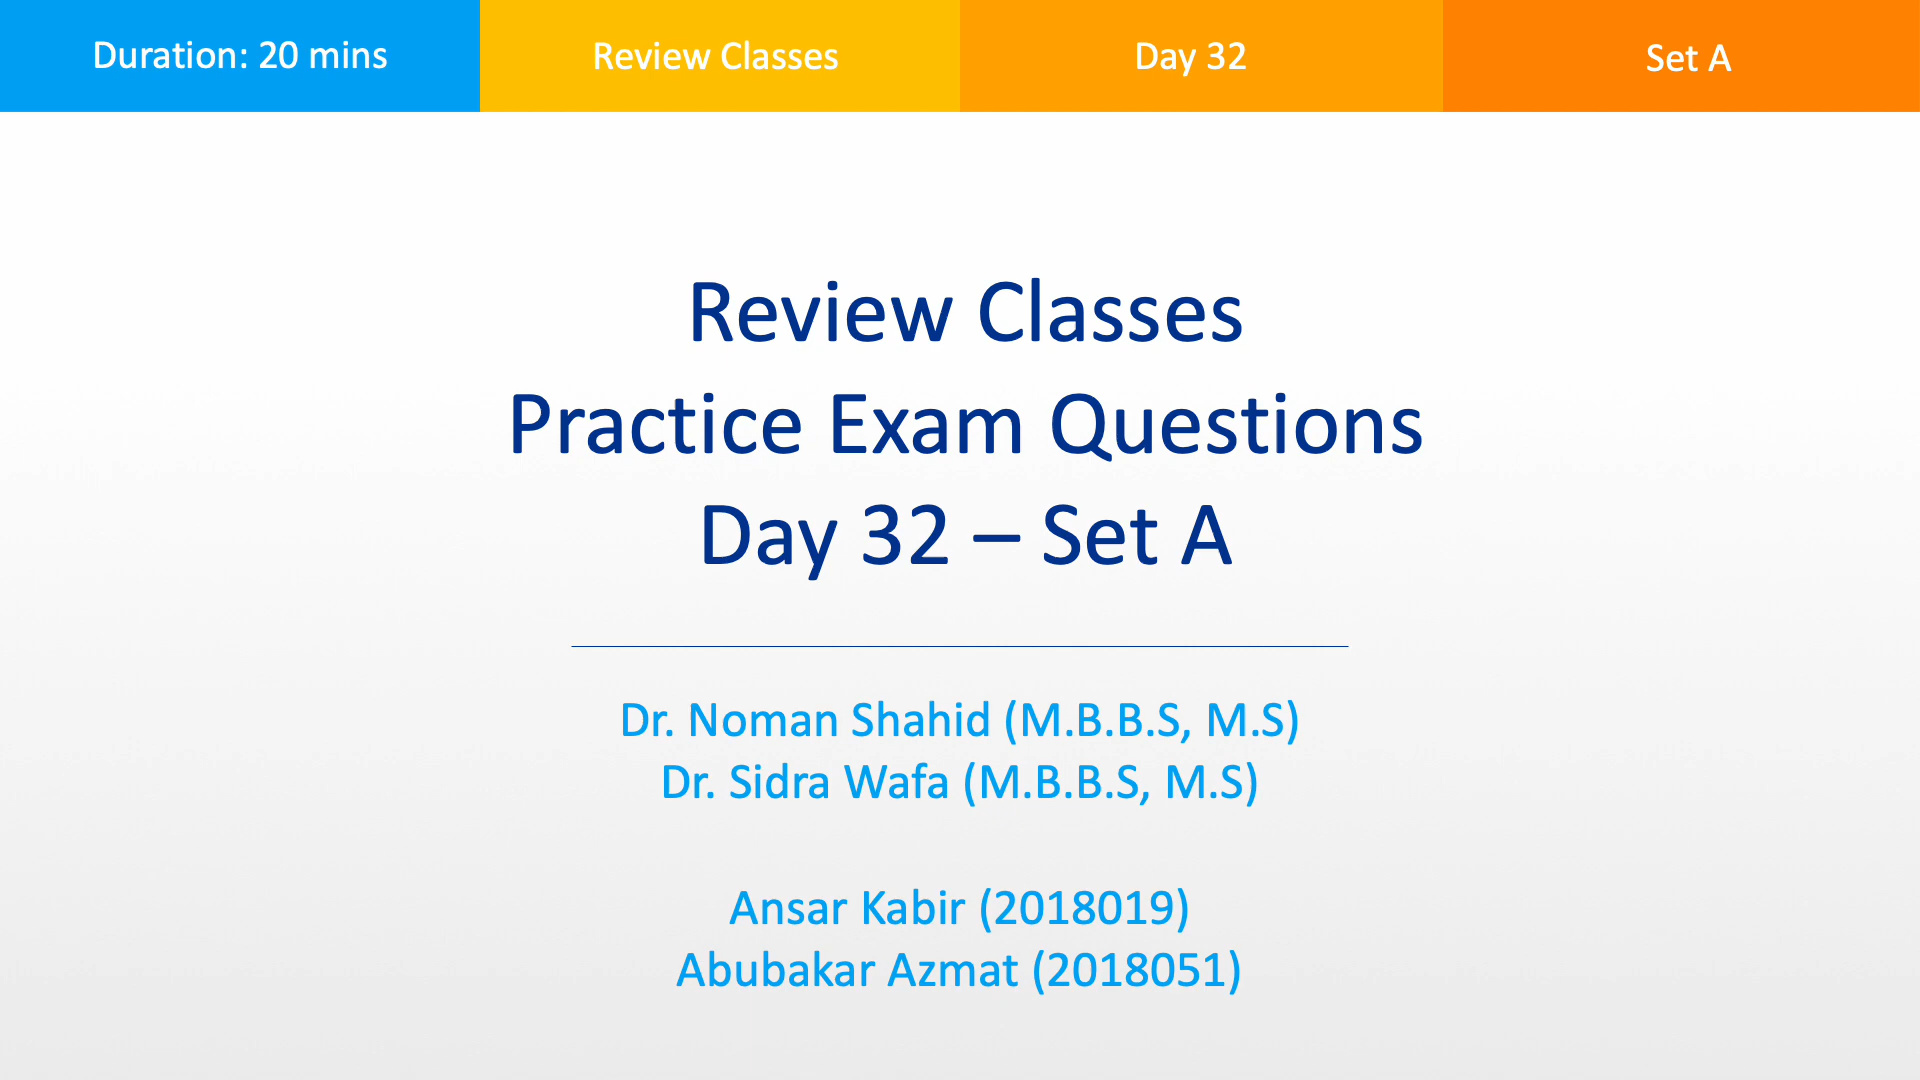 Duration: 20 mins
Review Classes
Day 32
Set A
Review Classes
Practice Exam Questions
Day 32 – Set A
Dr. Noman Shahid (M.B.B.S, M.S)
Dr. Sidra Wafa (M.B.B.S, M.S)
Ansar Kabir (2018019)
Abubakar Azmat (2018051)